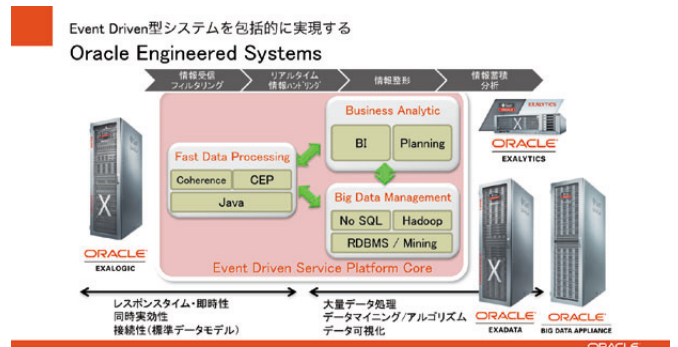 Event Driven型システムを包括的に実現する
Oracle Engineered Systems
情報受信
フィルタリング
リアルタイム
情報ハンドリング
情報整形
情報蓄積
分析
Business Analytic
BI
Planning
Fast Data Processing
Coherence
CEP
Java
Big Data Management
No SQL
Hadoop
RDBMS / Mining
Event Driven Service Platform Core
ORACLE
EXALOGIC
EXALYTICS
ORACLE
EXALYTICS
レスポンスタイム・即時性
同時実効性
接続性(標準データモデル)
大量データ処理
データマイニング/アルゴリズム
データ可視化
ORACLE
EXADATA
ORACLE
BIG DATA APPLIANCE
ORACLE